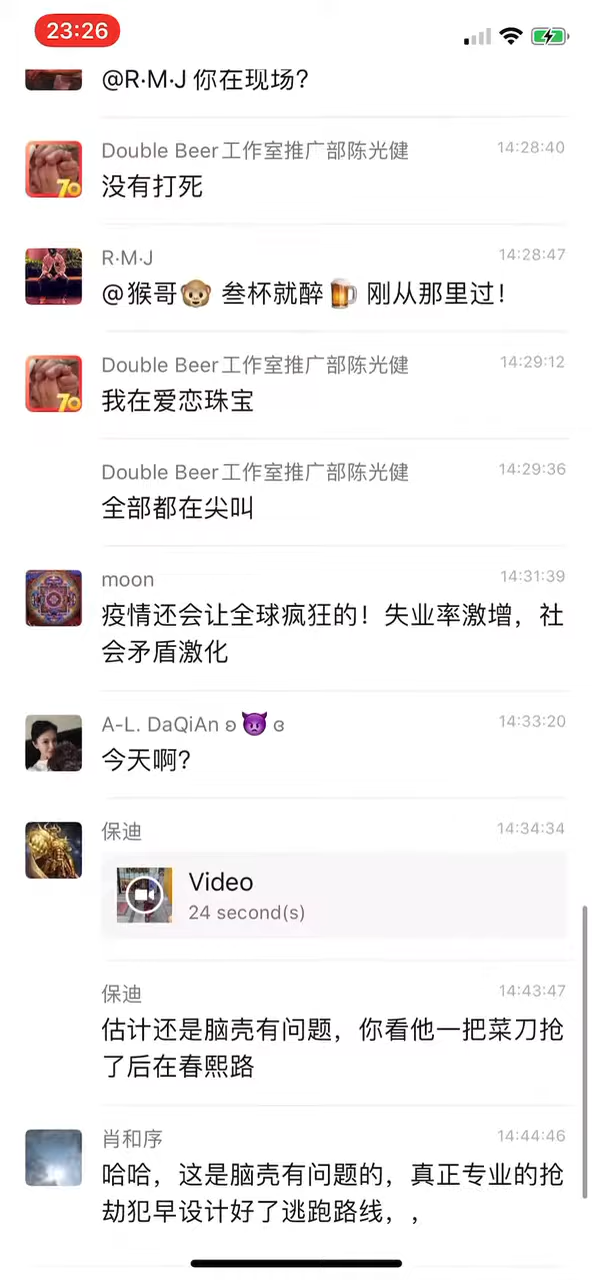 23:26
@R·M·J 你在现场?
Double Beer工作室推广部陈光健
14:28:40
没有打死
R·M·J
14:28:47
@猴哥🐵 叁杯就醉🍺 刚从那里过!
Double Beer工作室推广部陈光健
14:29:12
我在爱恋珠宝
Double Beer工作室推广部陈光健
14:29:36
全部都在尖叫
moon
14:31:39
疫情还会让全球疯狂的！失业率激增，社
会矛盾激化
A-L. DaQiAn ʚ👿ɞ
14:33:20
今天啊?
保迪
14:34:34
Video
24 second(s)
保迪
14:43:47
估计还是脑壳有问题，你看他一把菜刀抢
了后在春熙路
肖和序
14:44:46
哈哈，这是脑壳有问题的，真正专业的抢
劫犯早设计好了逃跑路线，，